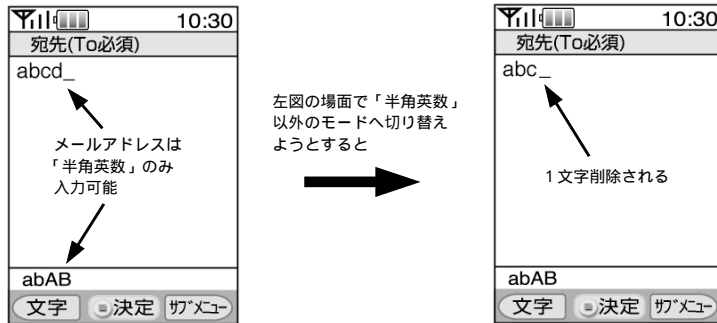 10:30
宛先(To必須)
abcd_
メールアドレスは
「半角英数」のみ
入力可能
abAB
文字 決定 ｻﾌﾞﾒﾆｭｰ
左図の場面で「半角英数」
以外のモードへ切り替え
ようとすると
10:30
宛先(To必須)
abc_
1文字削除される
abAB
文字 決定 ｻﾌﾞﾒﾆｭｰ